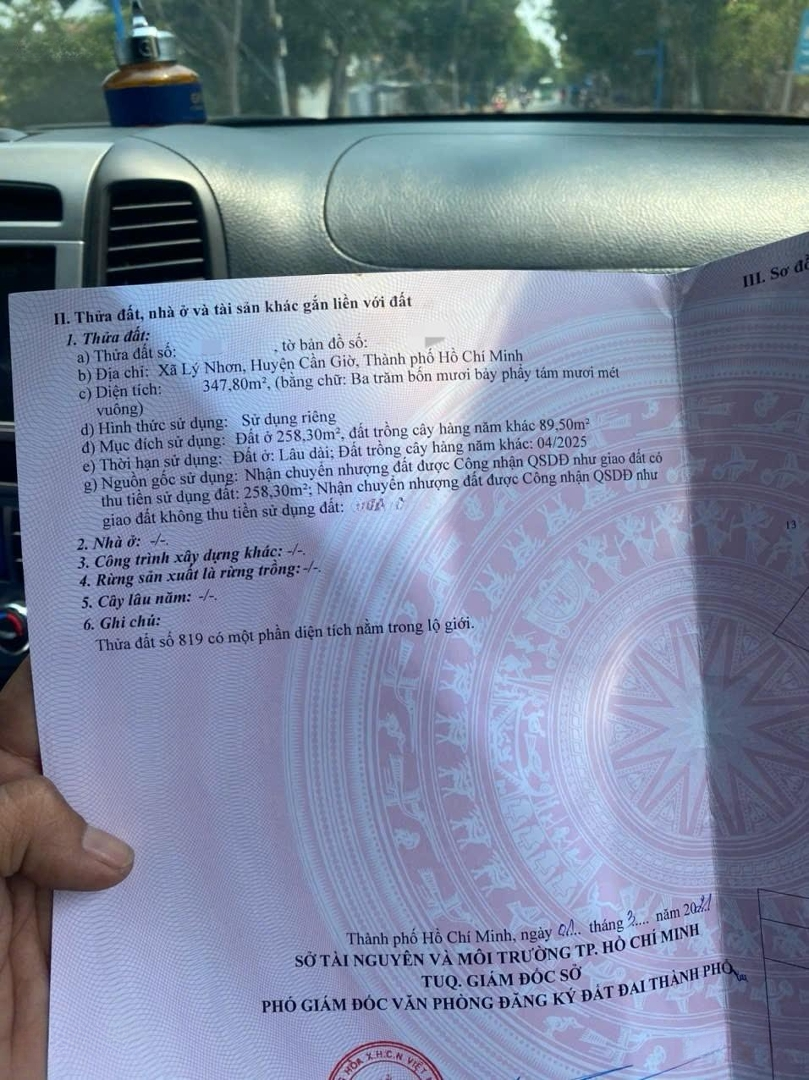 II. Thửa đất, nhà ở và tài sản khác gắn liền với đất
III. Sơ đồ
1. Thửa đất:
a) Thửa đất số: , tờ bản đồ số:
b) Địa chỉ: Xã Lý Nhơn, Huyện Cần Giờ, Thành phố Hồ Chí Minh
c) Diện tích: 347,80m², (bằng chữ: Ba trăm bốn mươi bảy phẩy tám mươi mét
vuông)
d) Hình thức sử dụng: Sử dụng riêng
đ) Mục đích sử dụng: Đất ở 258,30m², đất trồng cây hàng năm khác 89,50m²
e) Thời hạn sử dụng: Đất ở: Lâu dài; Đất trồng cây hàng năm khác: 04/2025
g) Nguồn gốc sử dụng: Nhận chuyển nhượng đất được Công nhận QSDĐ như giao đất có
thu tiền sử dụng đất: 258,30m²; Nhận chuyển nhượng đất được Công nhận QSDĐ như
giao đất không thu tiền sử dụng đất:
2. Nhà ở: -/-.
3. Công trình xây dựng khác: -/-.
4. Rừng sản xuất là rừng trồng: -/-.
5. Cây lâu năm: -/-.
6. Ghi chú:
Thửa đất số 819 có một phần diện tích nằm trong lộ giới.
13
Thành phố Hồ Chí Minh, ngày tháng 3 năm 2021
SỞ TÀI NGUYÊN VÀ MÔI TRƯỜNG TP. HỒ CHÍ MINH
TUQ. GIÁM ĐỐC SỞ
PHÓ GIÁM ĐỐC VĂN PHÒNG ĐĂNG KÝ ĐẤT ĐAI THÀNH PHỐ
HÒA X.H.C.N VIỆT